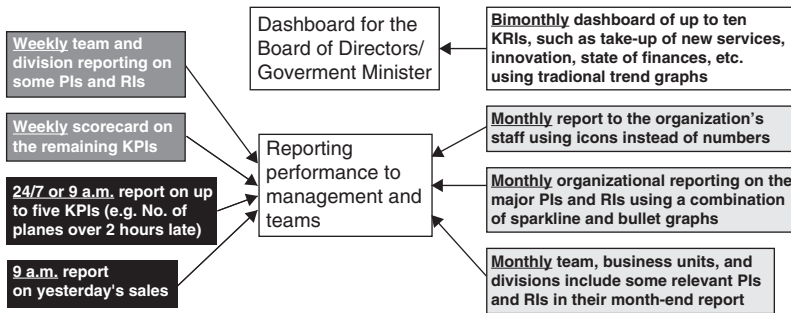 Weekly team and
division reporting on
some PIs and RIs
Weekly scorecard on
the remaining KPIs
24/7 or 9 a.m. report on up
to five KPIs (e.g. No. of
planes over 2 hours late)
9 a.m. report
on yesterday's sales
Dashboard for the
Board of Directors/
Goverment Minister
Reporting
performance to
management and
teams
Bimonthly dashboard of up to ten
KRIs, such as take-up of new services,
innovation, state of finances, etc.
using tradional trend graphs
Monthly report to the organization’s
staff using icons instead of numbers
Monthly organizational reporting on the
major PIs and RIs using a combination
of sparkline and bullet graphs
Monthly team, business units, and
divisions include some relevant PIs
and RIs in their month-end report